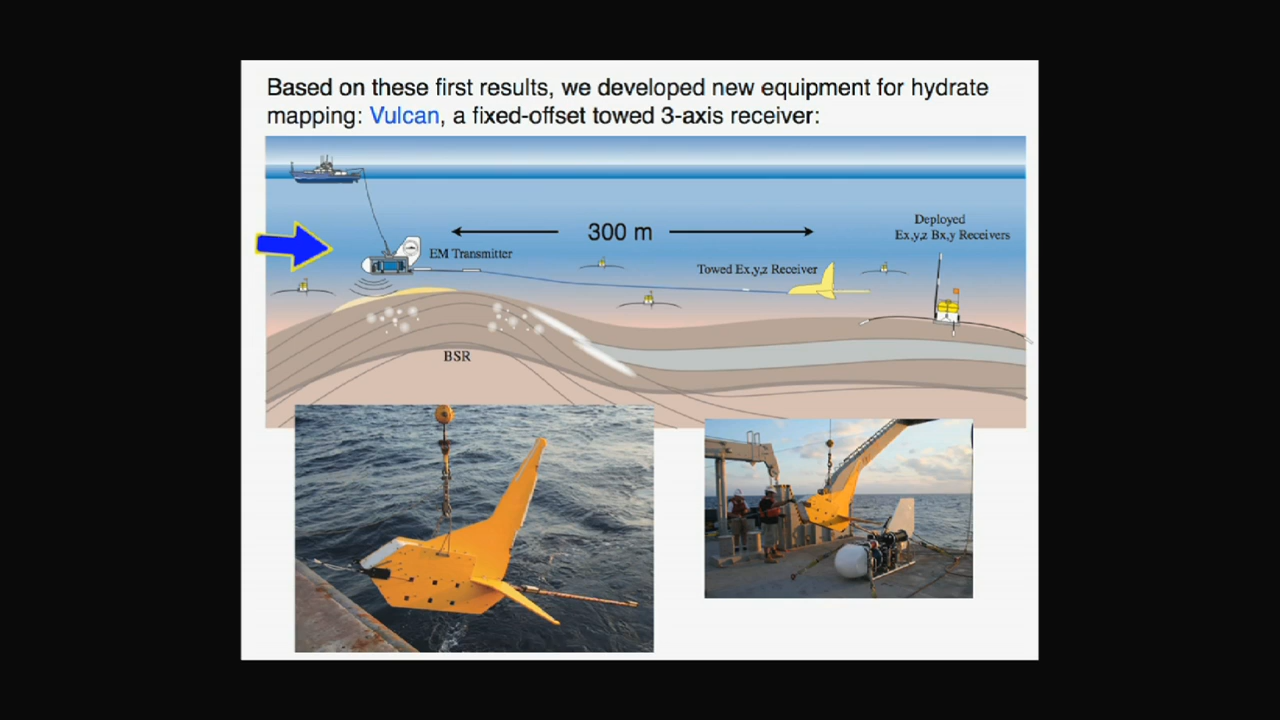 Based on these first results, we developed new equipment for hydrate
mapping: Vulcan, a fixed-offset towed 3-axis receiver:
300 m
Deployed
Ex,y,z Bx,y Receivers
EM Transmitter
Towed Ex,y,z Receiver
BSR